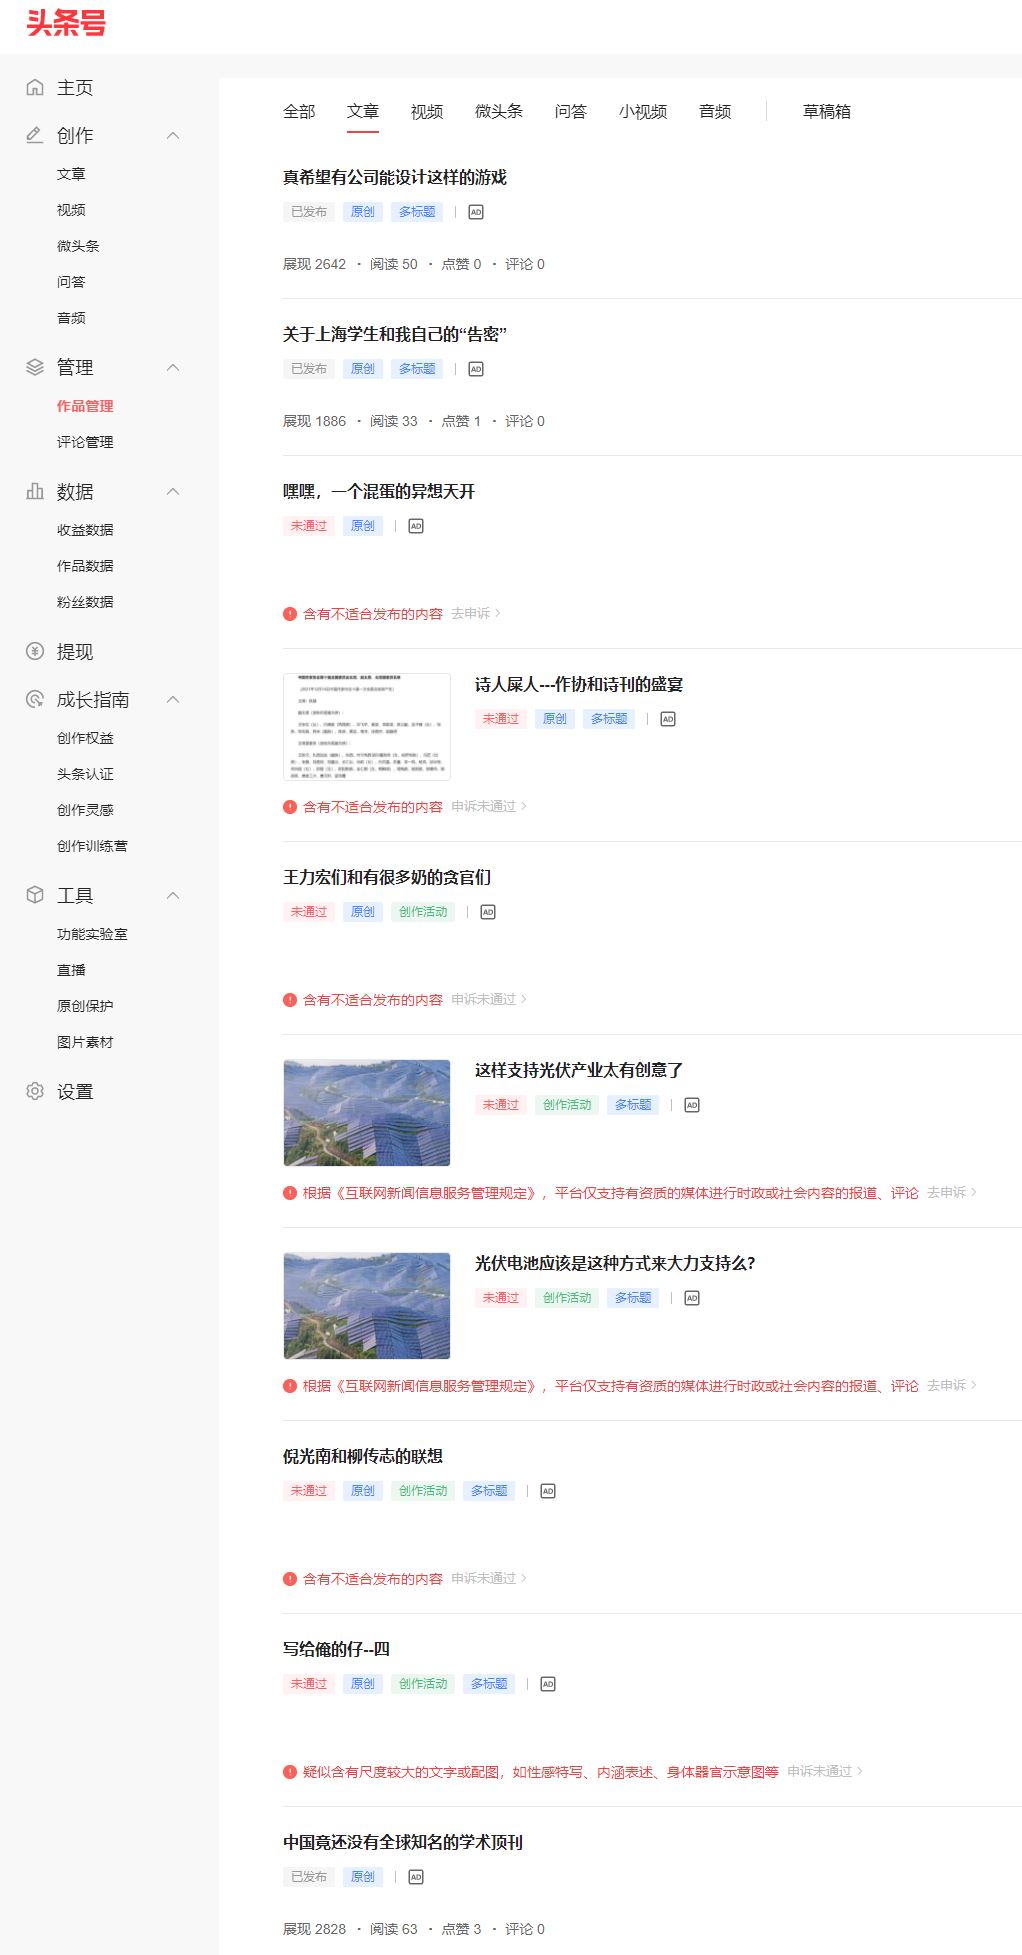 头条号
主页
创作
文章
视频
微头条
问答
音频
管理
作品管理
评论管理
数据
收益数据
作品数据
粉丝数据
提现
成长指南
创作权益
头条认证
创作灵感
创作训练营
工具
功能实验室
直播
原创保护
图片素材
设置
全部 文章 视频 微头条 问答 小视频 音频 草稿箱
真希望有公司能设计这样的游戏
已发布 原创 多标题 AD
展现 2642 · 阅读 50 · 点赞 0 · 评论 0
关于上海学生和我自己的“告密”
已发布 原创 多标题 AD
展现 1886 · 阅读 33 · 点赞 1 · 评论 0
嘿嘿，一个混蛋的异想天开
未通过 原创 AD
含有不适合发布的内容 去申诉
诗人屎人---作协和诗刊的盛宴
未通过 原创 多标题 AD
含有不适合发布的内容 申诉未通过
王力宏们和有很多奶的贪官们
未通过 原创 创作活动 AD
含有不适合发布的内容 申诉未通过
这样支持光伏产业太有创意了
未通过 创作活动 多标题 AD
根据《互联网新闻信息服务管理规定》，平台仅支持有资质的媒体进行时政或社会内容的报道、评论 去申诉
光伏电池应该是这种方式来大力支持么?
未通过 创作活动 多标题 AD
根据《互联网新闻信息服务管理规定》，平台仅支持有资质的媒体进行时政或社会内容的报道、评论 去申诉
倪光南和柳传志的联想
未通过 原创 创作活动 多标题 AD
含有不适合发布的内容 申诉未通过
写给俺的仔--四
未通过 原创 创作活动 多标题 AD
疑似含有尺度较大的文字或配图，如性感特写、内涵表述、身体器官示意图等 申诉未通过
中国竟还没有全球知名的学术顶刊
已发布 原创 AD
展现 2828 · 阅读 63 · 点赞 3 · 评论 0